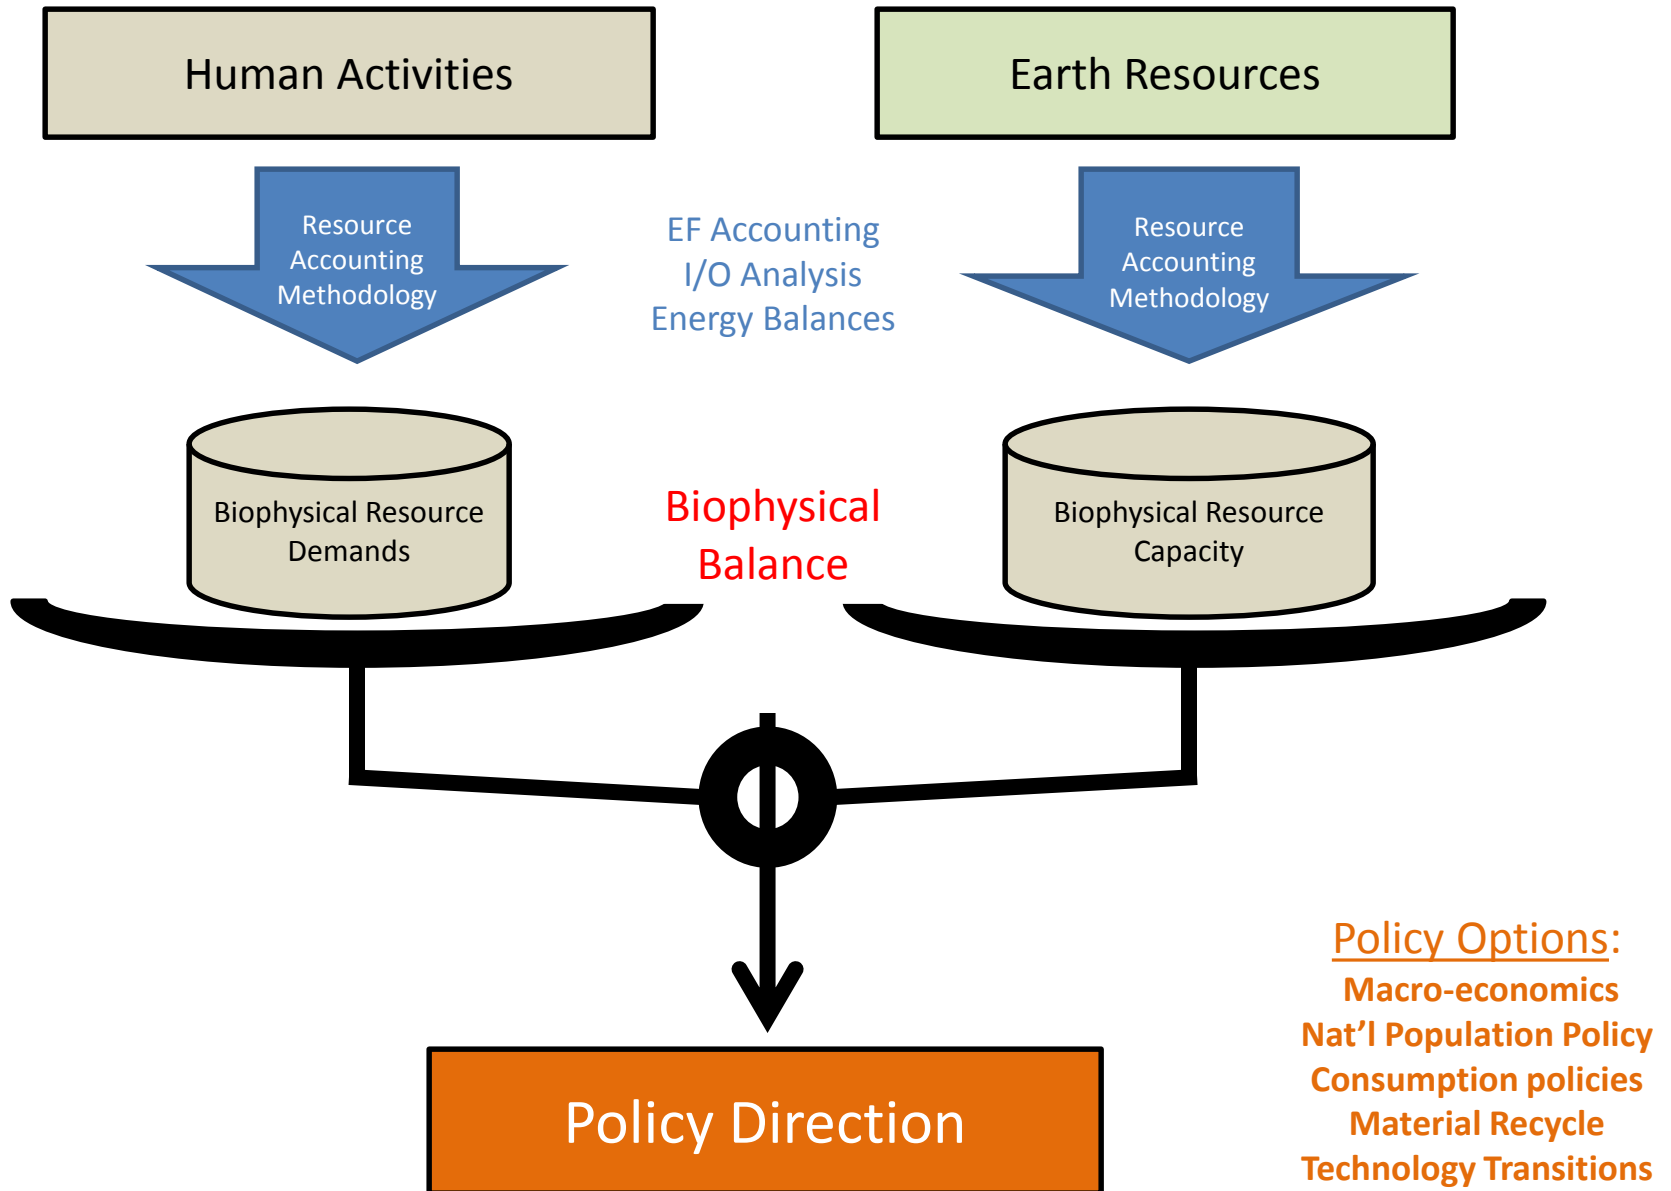 Human Activities
Earth Resources
Resource
Accounting
Methodology
EF Accounting
I/O Analysis
Energy Balances
Resource
Accounting
Methodology
Biophysical Resource
Demands
Biophysical
Balance
Biophysical Resource
Capacity
Policy Direction
Policy Options:
Macro-economics
Nat’l Population Policy
Consumption policies
Material Recycle
Technology Transitions